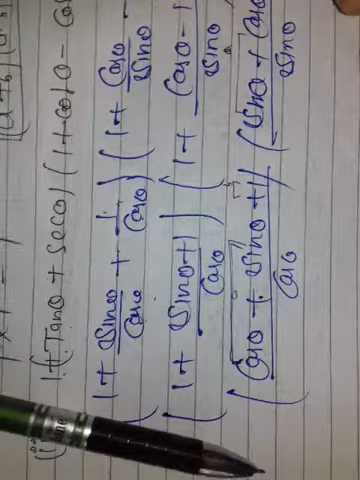 (1+Tanθ + Secθ) (1+cotθ - Co
(1 + Sinθ/Cosθ + 1/Cosθ) (1 + Cosθ/Sinθ -
(1 + Sinθ+1/Cosθ) (1 + Cosθ-1/Sinθ
(Cosθ + Sinθ +1/Cosθ) (Sinθ + Cosθ/Sinθ